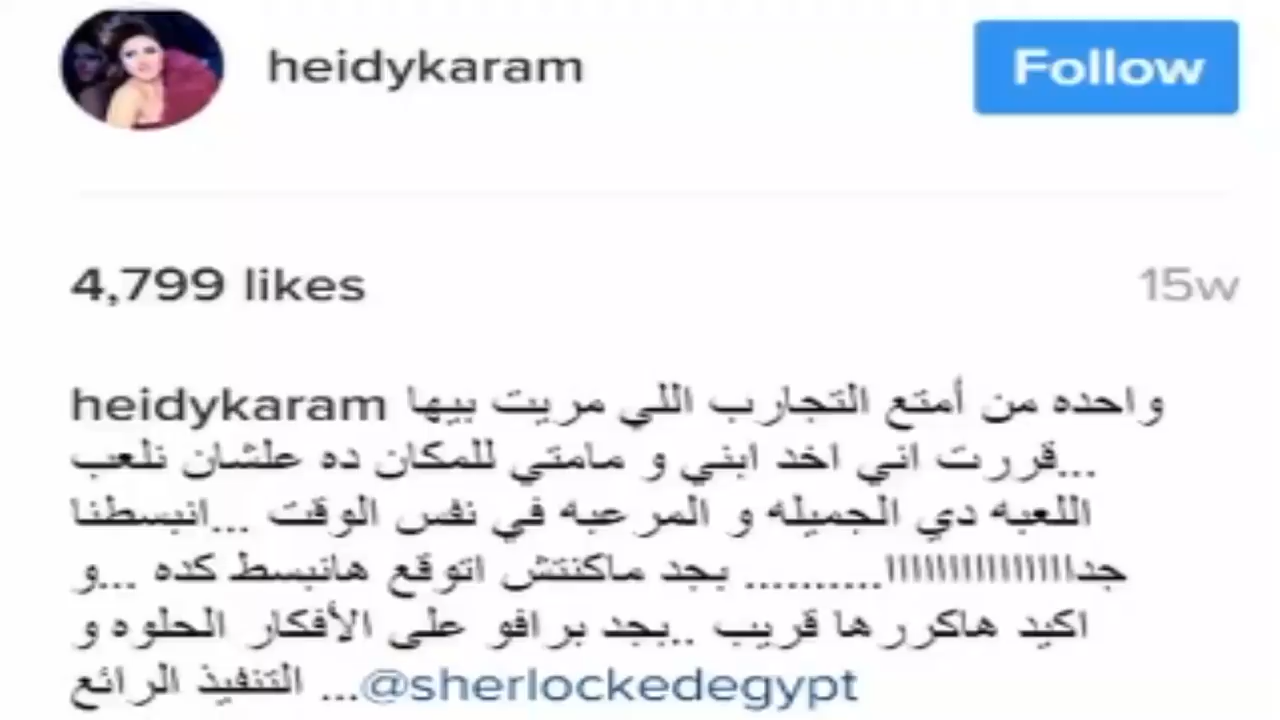 heidykaram
Follow
4,799 likes
15w
heidykaram واحده من أمتع التجارب اللي مريت بيها
...قررت اني اخد ابني و مامتي للمكان ده علشان نلعب
اللعبه دي الجميله و المرعبه في نفس الوقت ...انبسطنا
جدااااااااااااااااا.......... بجد ماكنتش اتوقع هانبسط كده ...و
اكيد هاكررها قريب ..بجد برافو على الأفكار الحلوه و
التنفيذ الرائع ...@sherlockedegypt